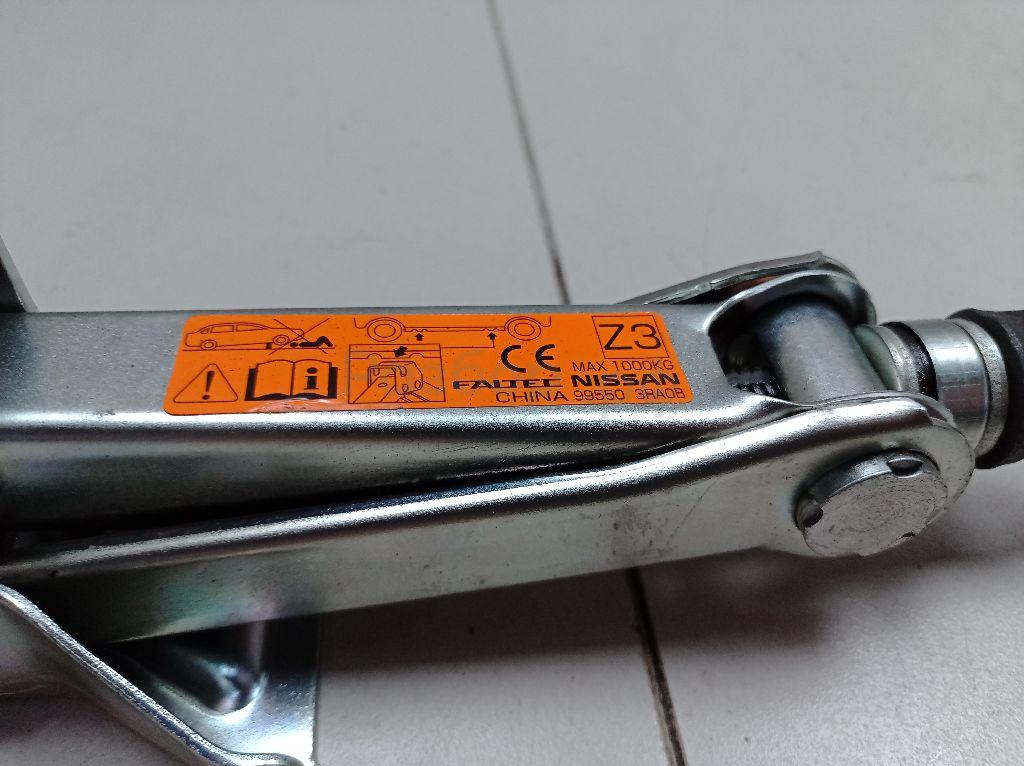 Z3
MAX 1000KG
FALTEC NISSAN
CHINA 99550 3RA0B